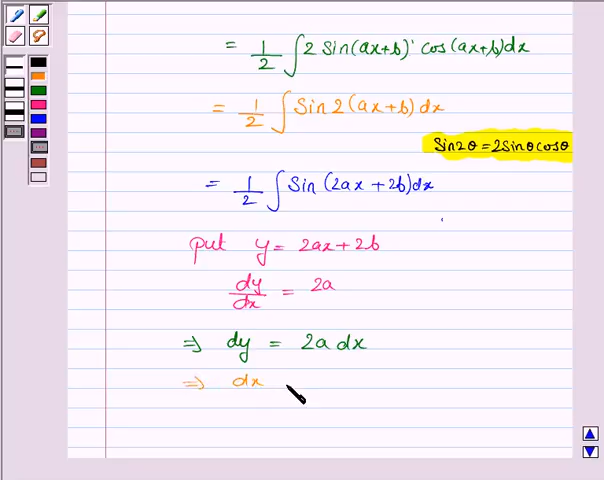 = 1/2 ∫ 2 Sin(ax+b) · cos(ax+b)dx
= 1/2 ∫ Sin 2 (ax+b) dx
Sin2θ = 2Sinθcosθ
= 1/2 ∫ Sin (2ax + 2b)dx
put y = 2ax + 2b
dy/dx = 2a
⇒ dy = 2a dx
⇒ dx